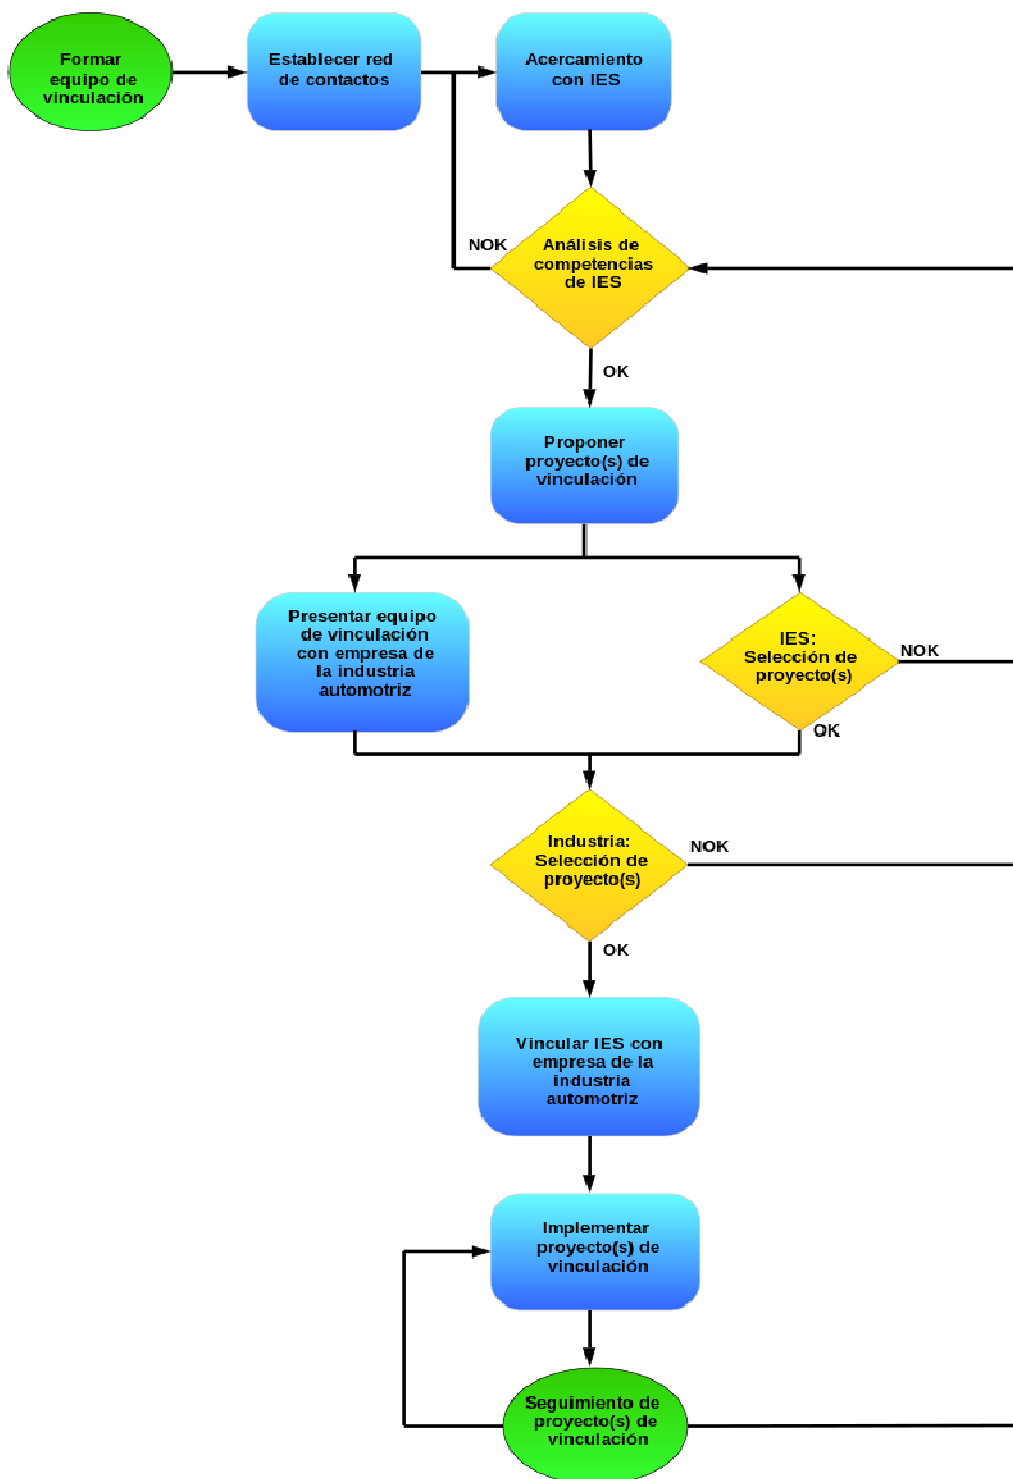 Formar
equipo de
vinculación
Establecer red
de contactos
Acercamiento
con IES
NOK
Análisis de
competencias
de IES
OK
Proponer
proyecto(s) de
vinculación
Presentar equipo
de vinculación
con empresa de
la industria
automotriz
IES:
Selección de
proyecto(s)
NOK
OK
Industria:
Selección de
proyecto(s)
NOK
OK
Vincular IES con
empresa de la
industria
automotriz
Implementar
proyecto(s) de
vinculación
Seguimiento de
proyecto(s) de
vinculación